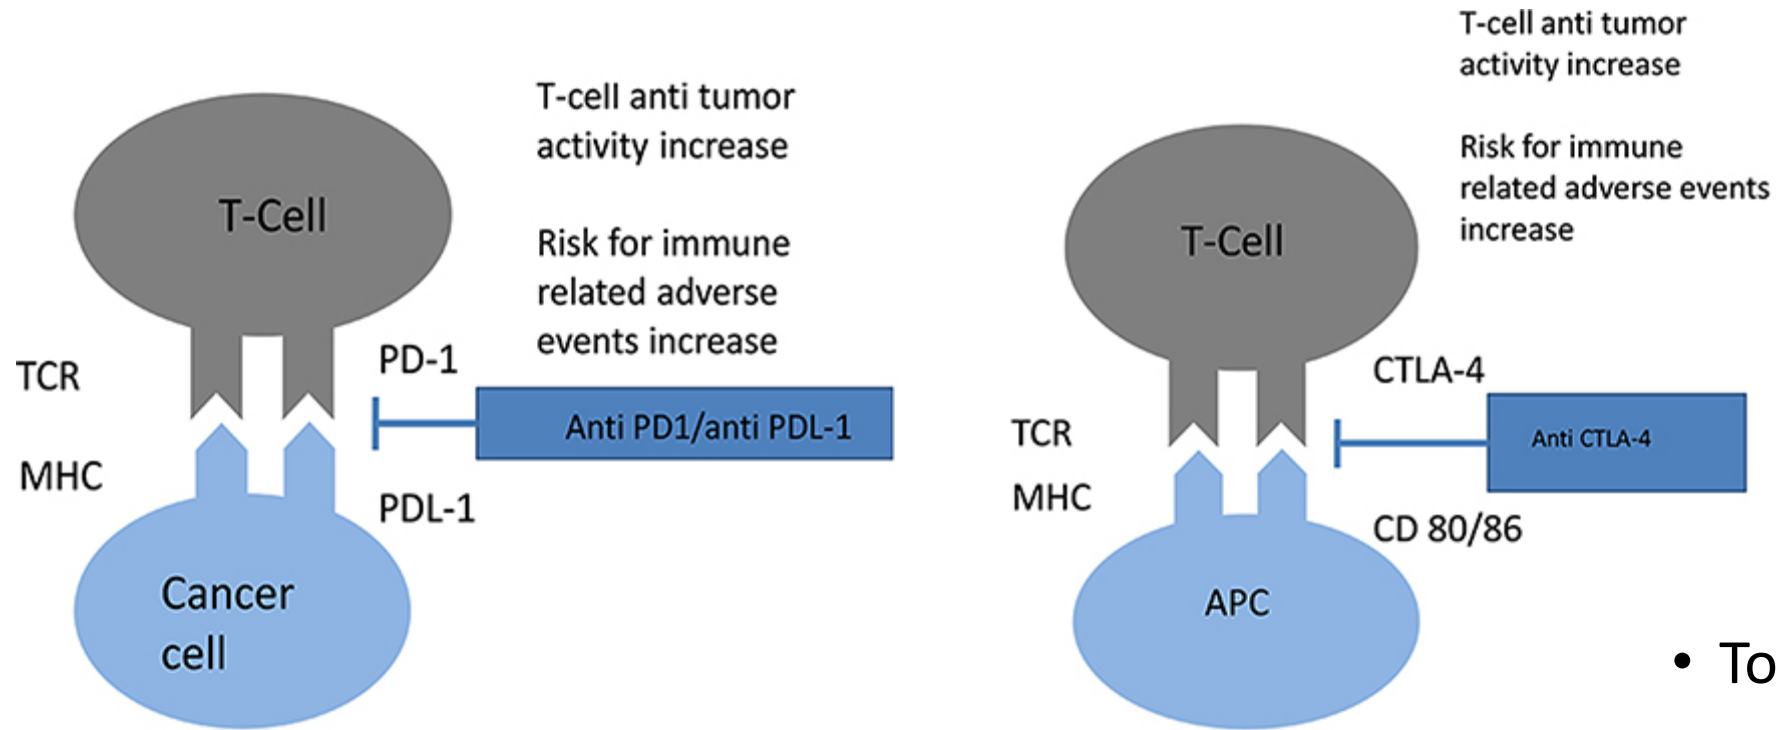 T-cell anti tumor
activity increase
Risk for immune
related adverse
events increase
T-Cell
TCR
PD-1
Anti PD1/anti PDL-1
MHC
PDL-1
Cancer
cell
T-cell anti tumor
activity increase
Risk for immune
related adverse events
increase
T-Cell
CTLA-4
TCR
Anti CTLA-4
MHC
CD 80/86
APC
• To